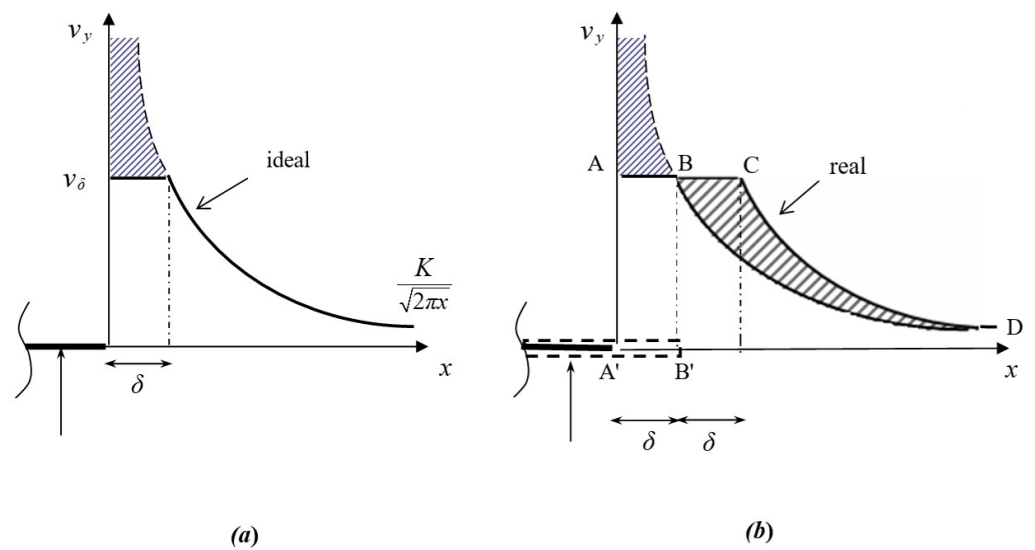 v_y
ideal
v_δ
K
√2πx
x
δ
(a)
v_y
A
B
C
real
D
A'
B'
x
δ
δ
(b)